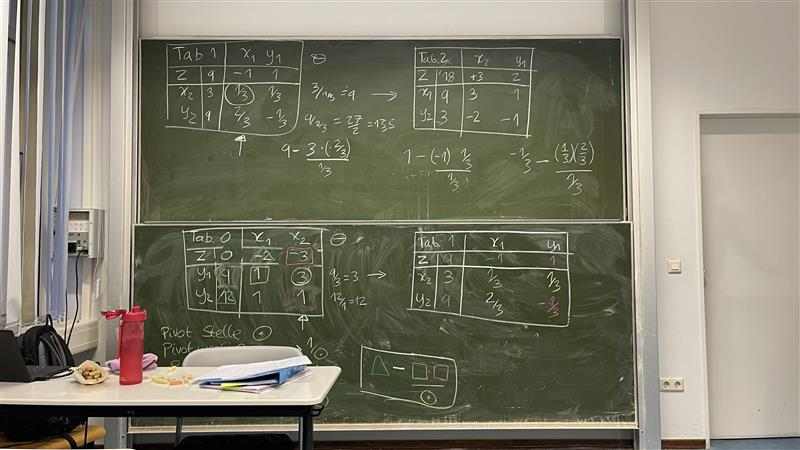 Tab 1 x₁ y₁
Z 9 -1 1
x₂ 3 1/3 1/3
y₂ 9 2/3 -1/3
⊖
3/1/3 = 9 →
9/2/3 = 27/2 = 13,5
Tab. 2 x₂ y₁
Z 18 +3 2
x₁ 9 3 1
y₂ 3 -2 -1
9 - 3·(2/3) / 1/3
1 - (-1) 1/3 / 1/3
-1/3 - (1/3)(2/3) / 1/3
Tab. 0 x₁ x₂
Z 0 -2 -3
y₁ 9 1 3
y₂ 12 1 1
⊖
9/3 = 3 →
12/1 = 12
Tab 1 x₁ y₁
Z 9 -1 1
x₂ 3 1/3 1/3
y₂ 9 2/3 -1/3
Pivot Stelle ⊙
Pivot
△ - □·□ / ⊙